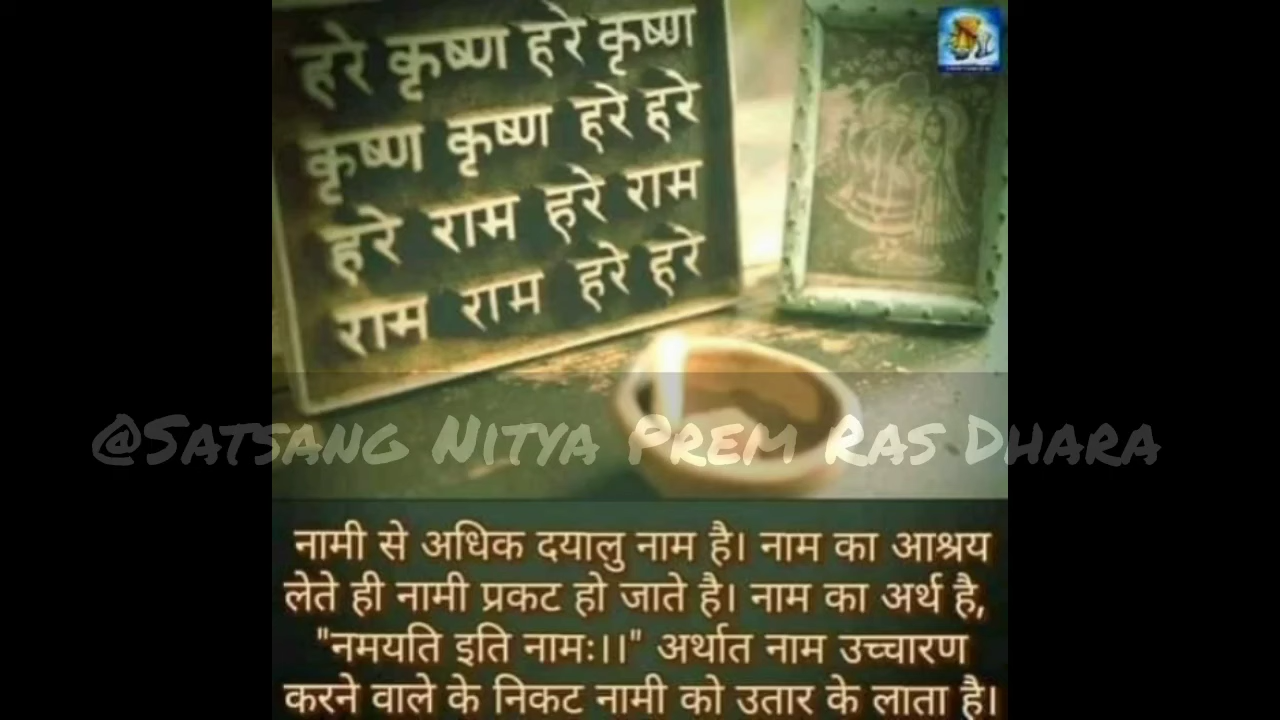 हरे कृष्ण हरे कृष्ण
कृष्ण कृष्ण हरे हरे
हरे राम हरे राम
राम राम हरे हरे
@Satsang Nitya Prem Ras Dhara
नामी से अधिक दयालु नाम है। नाम का आश्रय
लेते ही नामी प्रकट हो जाते है। नाम का अर्थ है,
"नमयति इति नामः।।" अर्थात नाम उच्चारण
करने वाले के निकट नामी को उतार के लाता है।